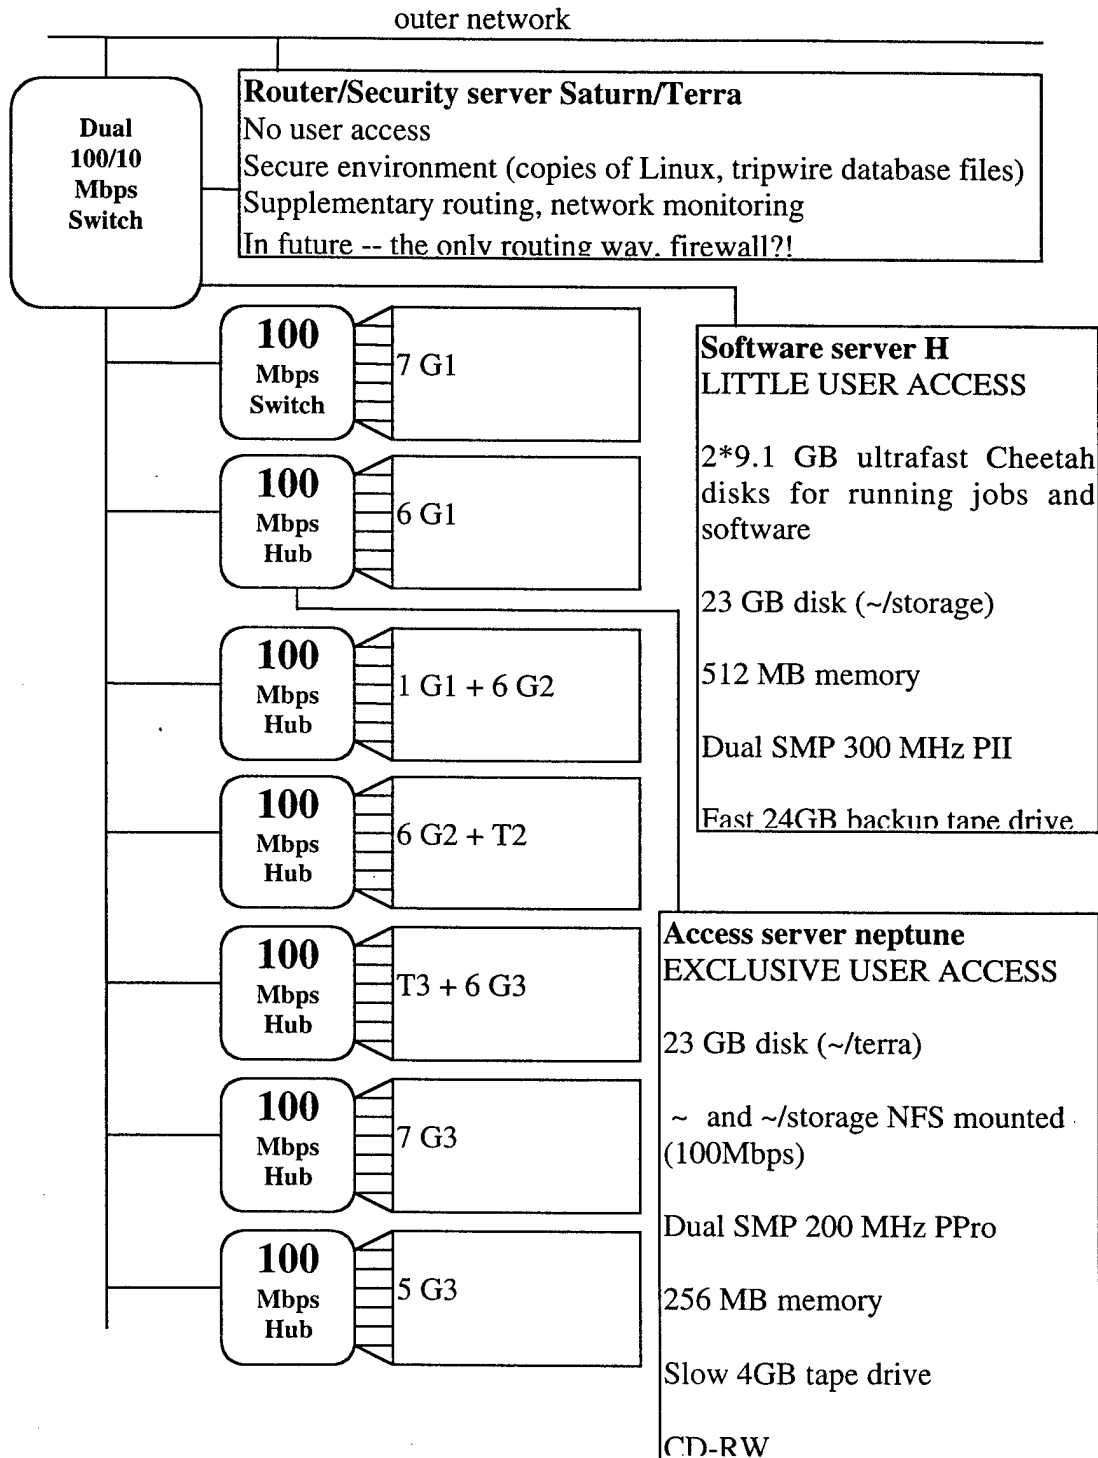 outer network
Dual
100/10
Mbps
Switch
Router/Security server Saturn/Terra
No user access
Secure environment (copies of Linux, tripwire database files)
Supplementary routing, network monitoring
In future -- the only routing way, firewall?!
100
Mbps
Switch
7 G1
100
Mbps
Hub
6 G1
100
Mbps
Hub
1 G1 + 6 G2
100
Mbps
Hub
6 G2 + T2
100
Mbps
Hub
T3 + 6 G3
100
Mbps
Hub
7 G3
100
Mbps
Hub
5 G3
Software server H
LITTLE USER ACCESS
2*9.1 GB ultrafast Cheetah
disks for running jobs and
software
23 GB disk (~/storage)
512 MB memory
Dual SMP 300 MHz PII
Fast 24GB backup tape drive
Access server neptune
EXCLUSIVE USER ACCESS
23 GB disk (~/terra)
~ and ~/storage NFS mounted
(100Mbps)
Dual SMP 200 MHz PPro
256 MB memory
Slow 4GB tape drive
CD-RW